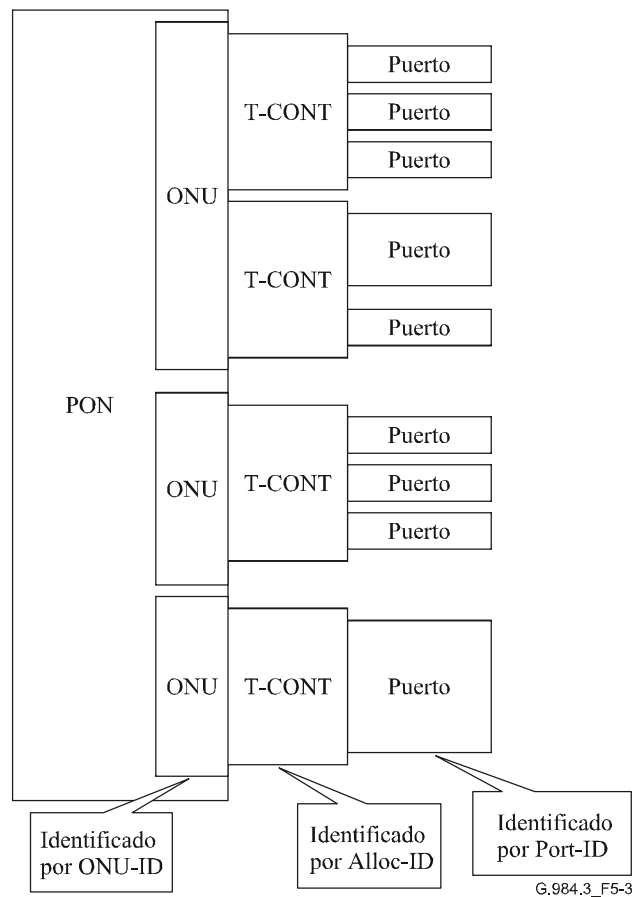 Puerto
T-CONT
Puerto
Puerto
ONU
Puerto
T-CONT
Puerto
PON
Puerto
ONU
T-CONT
Puerto
Puerto
ONU
T-CONT
Puerto
Identificado
por ONU-ID
Identificado
por Alloc-ID
Identificado
por Port-ID
G.984.3_F5-3